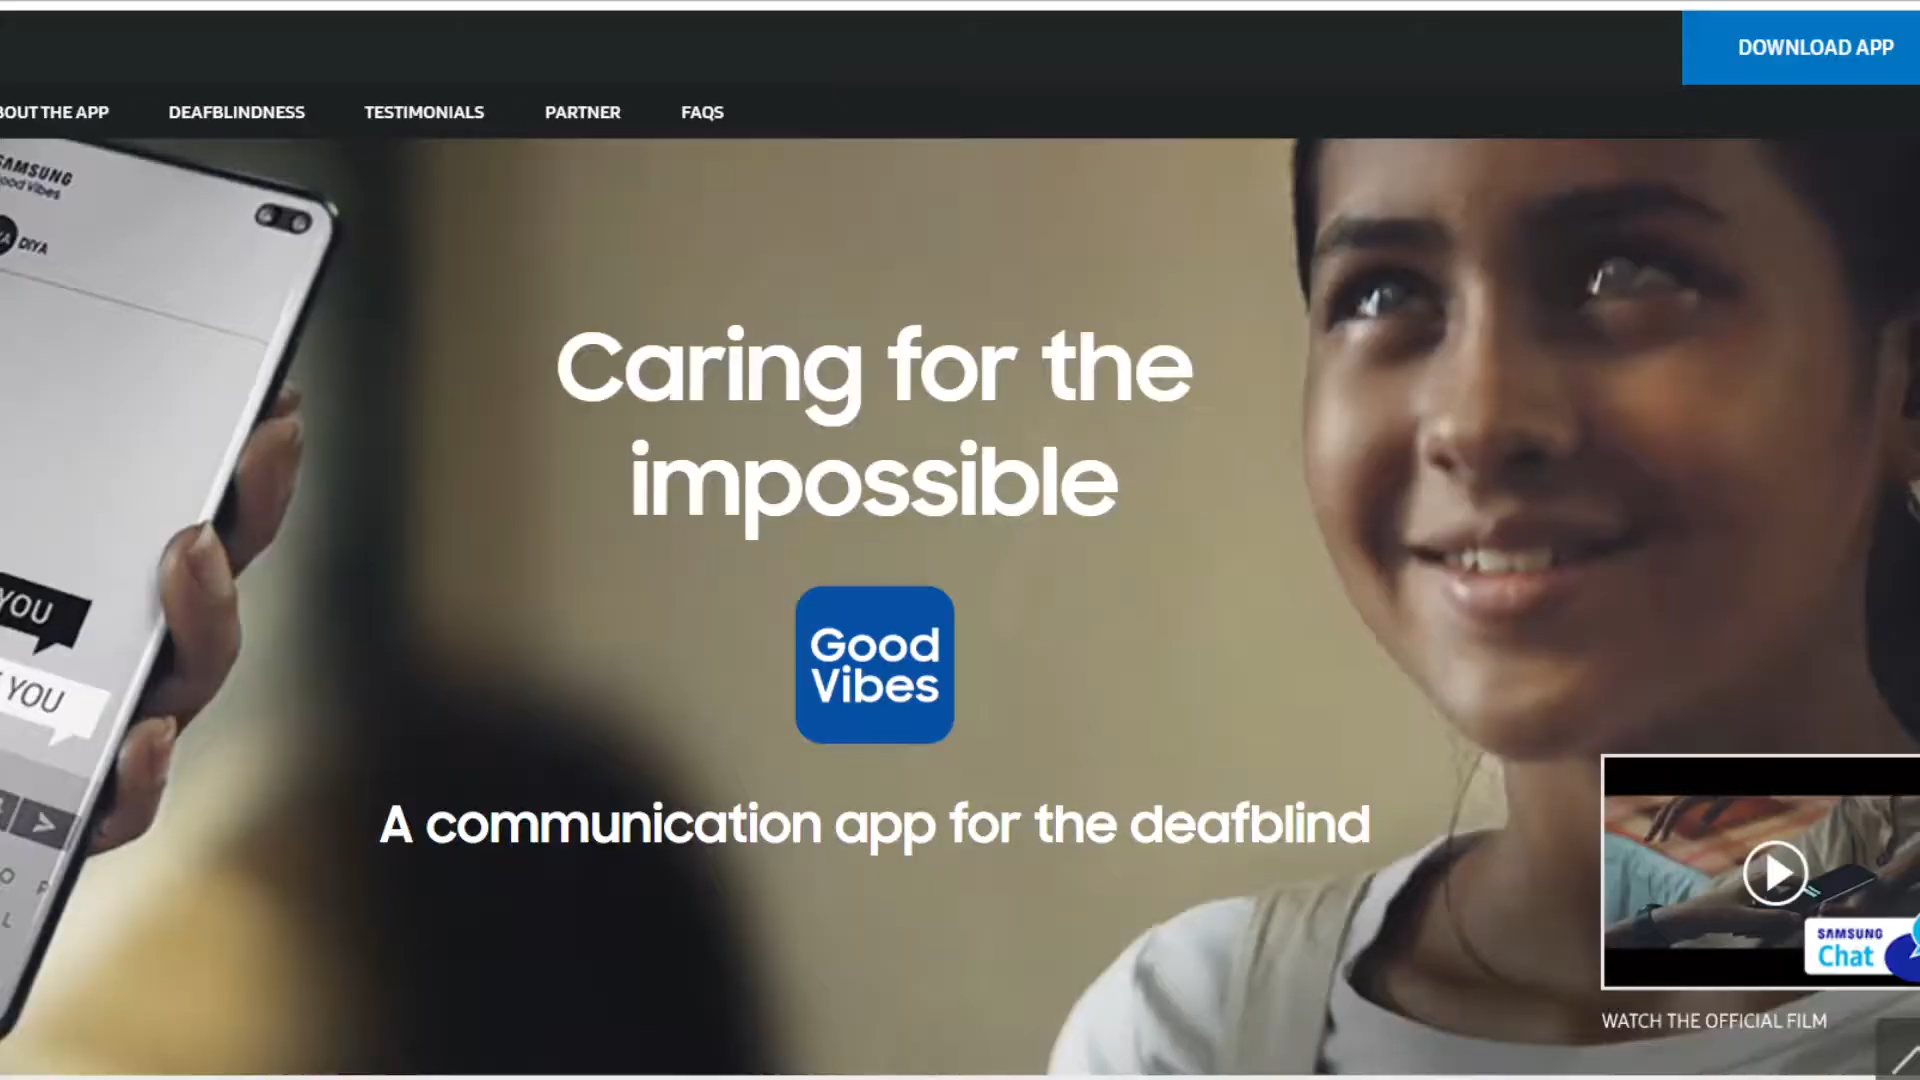 DOWNLOAD APP
THE APP
DEAFBLINDNESS
TESTIMONIALS
PARTNER
FAQS
SAMSUNG
Vibes
DIYA
Caring for the
impossible
Good
Vibes
YOU
YOU
A communication app for the deafblind
O P
L
SAMSUNG
Chat
WATCH THE OFFICIAL FILM